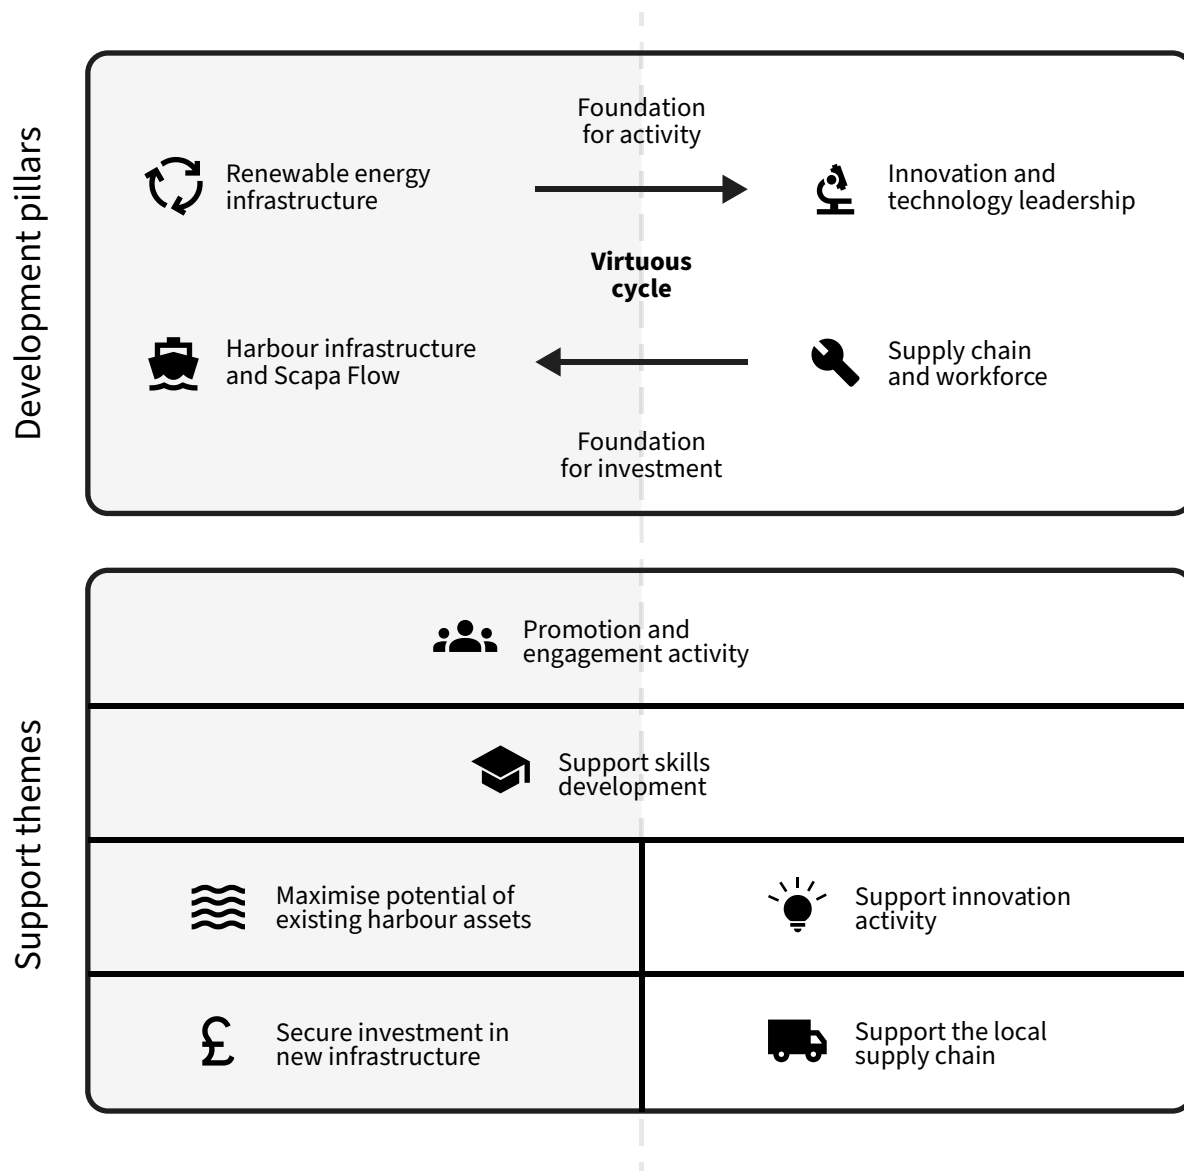 Development pillars
Foundation
for activity
Renewable energy
infrastructure
Innovation and
technology leadership
Virtuous
cycle
Harbour infrastructure
and Scapa Flow
Supply chain
and workforce
Foundation
for investment
Support themes
Promotion and
engagement activity
Support skills
development
Maximise potential of
existing harbour assets
Support innovation
activity
£
Secure investment in
new infrastructure
Support the local
supply chain